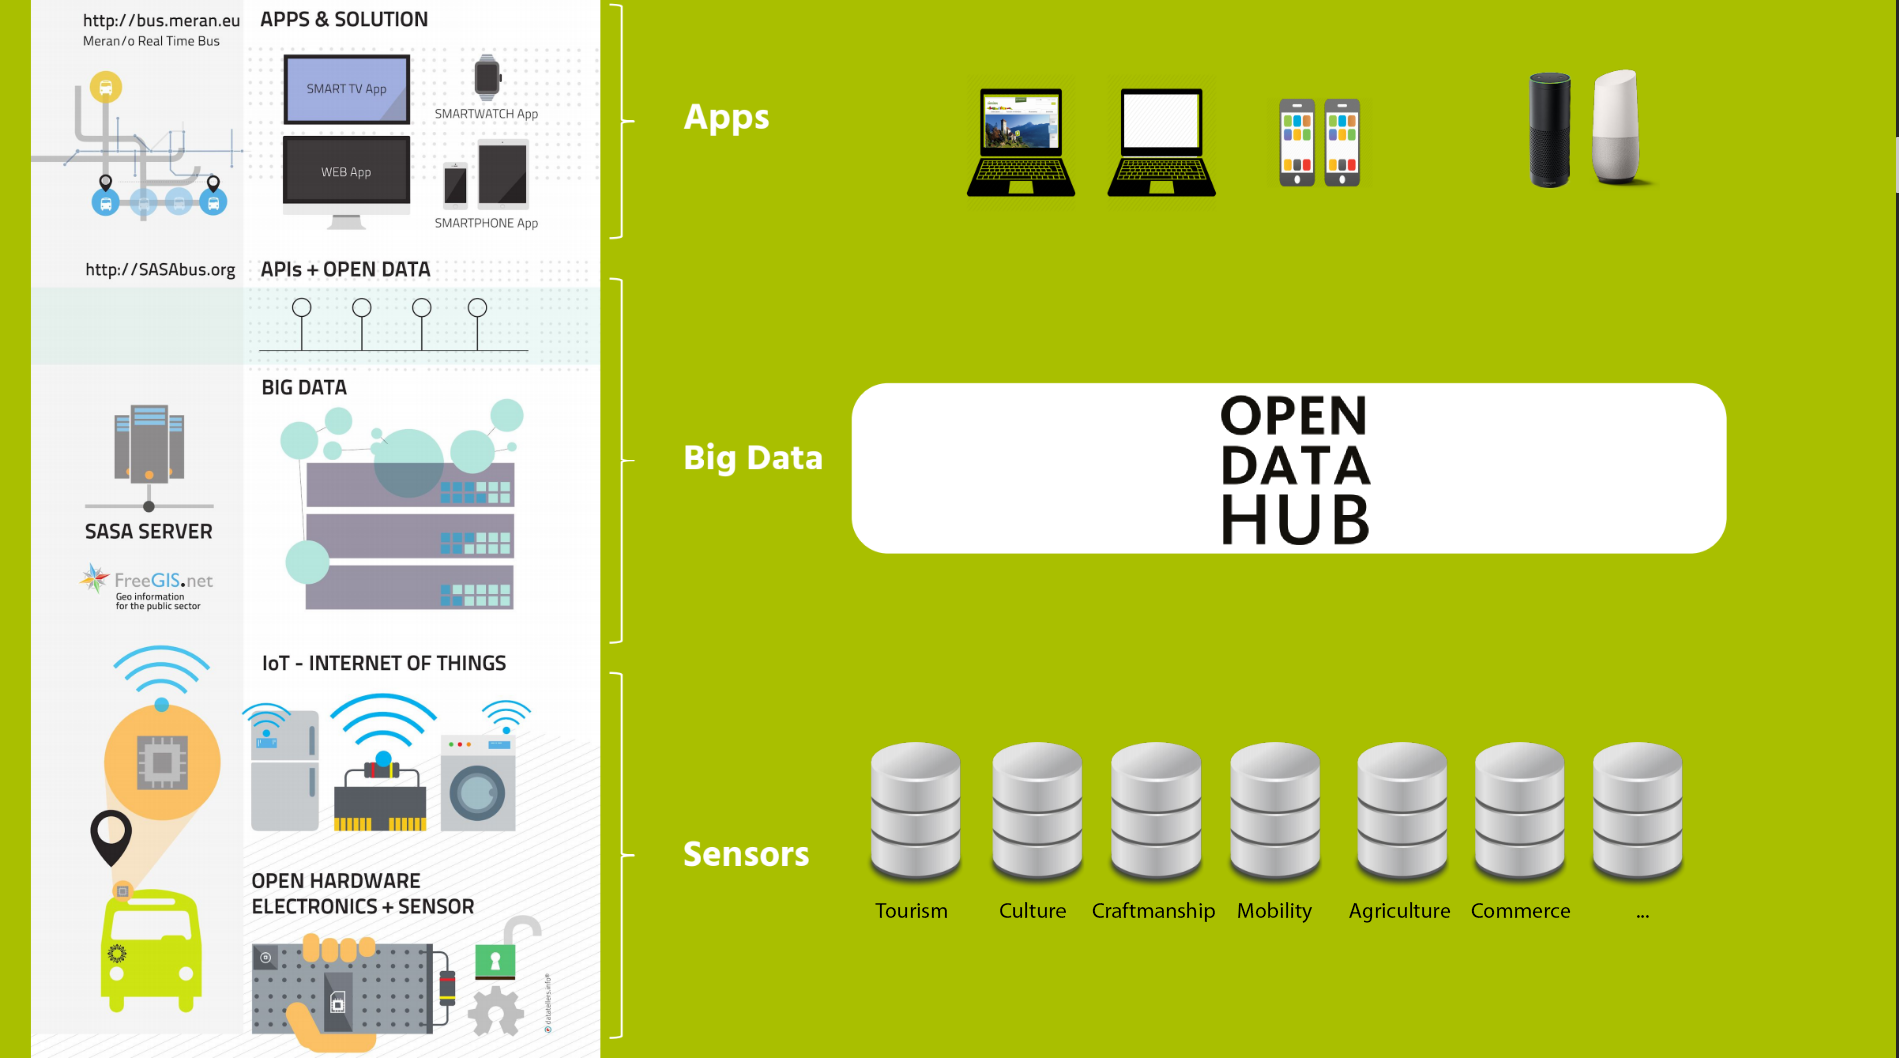 http://bus.meran.eu
Meran/o Real Time Bus
APPS & SOLUTION
SMART TV App
SMARTWATCH App
WEB App
SMARTPHONE App
http://SASAbus.org
APIs + OPEN DATA
BIG DATA
SASA SERVER
FreeGIS.net
Geo information
for the public sector
IoT - INTERNET OF THINGS
OPEN HARDWARE
ELECTRONICS + SENSOR
© datatellers.info®
Apps
Big Data
OPEN
DATA
HUB
Sensors
Tourism
Culture
Craftmanship
Mobility
Agriculture
Commerce
...